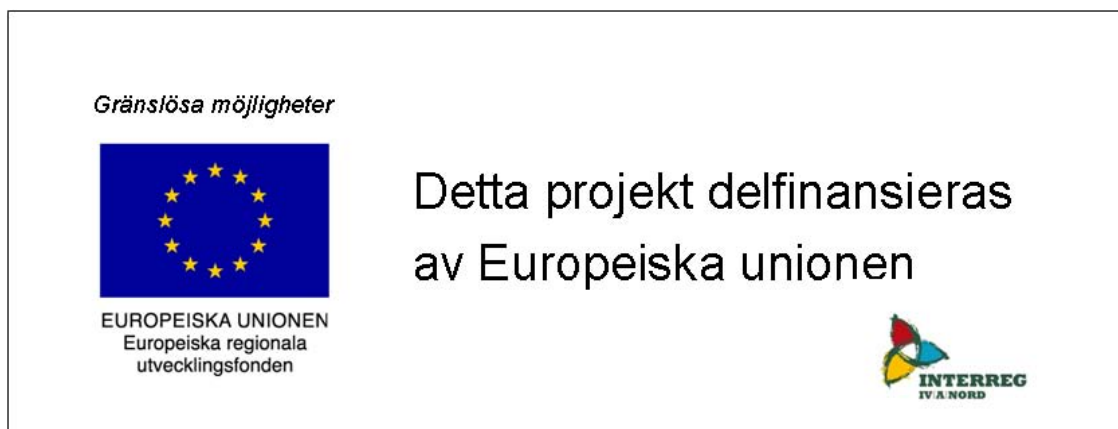 Gränslösa möjligheter
Detta projekt delfinansieras
av Europeiska unionen
EUROPEISKA UNIONEN
Europeiska regionala
utvecklingsfonden
INTERREG
IV|A|NORD